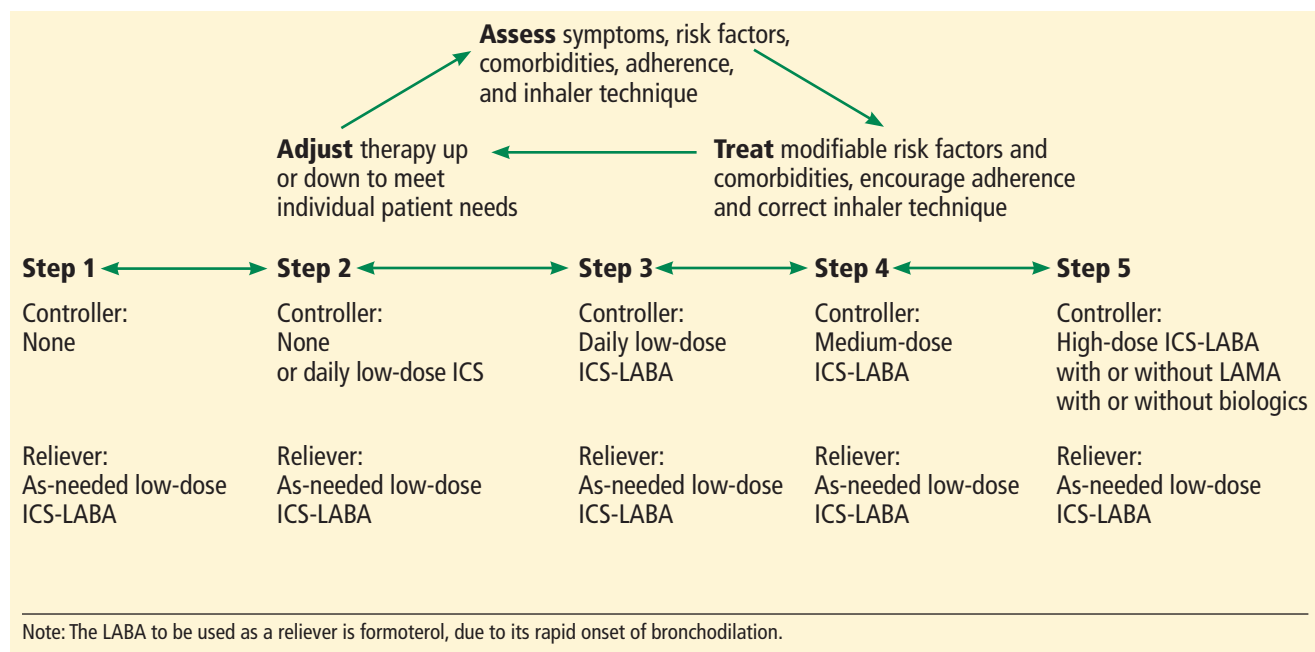 Assess symptoms, risk factors,
comorbidities, adherence,
and inhaler technique
Adjust therapy up
or down to meet
individual patient needs
Treat modifiable risk factors and
comorbidities, encourage adherence
and correct inhaler technique
Step 1
Controller:
None
Reliever:
As-needed low-dose
ICS-LABA
Step 2
Controller:
None
or daily low-dose ICS
Reliever:
As-needed low-dose
ICS-LABA
Step 3
Controller:
Daily low-dose
ICS-LABA
Reliever:
As-needed low-dose
ICS-LABA
Step 4
Controller:
Medium-dose
ICS-LABA
Reliever:
As-needed low-dose
ICS-LABA
Step 5
Controller:
High-dose ICS-LABA
with or without LAMA
with or without biologics
Reliever:
As-needed low-dose
ICS-LABA
Note: The LABA to be used as a reliever is formoterol, due to its rapid onset of bronchodilation.